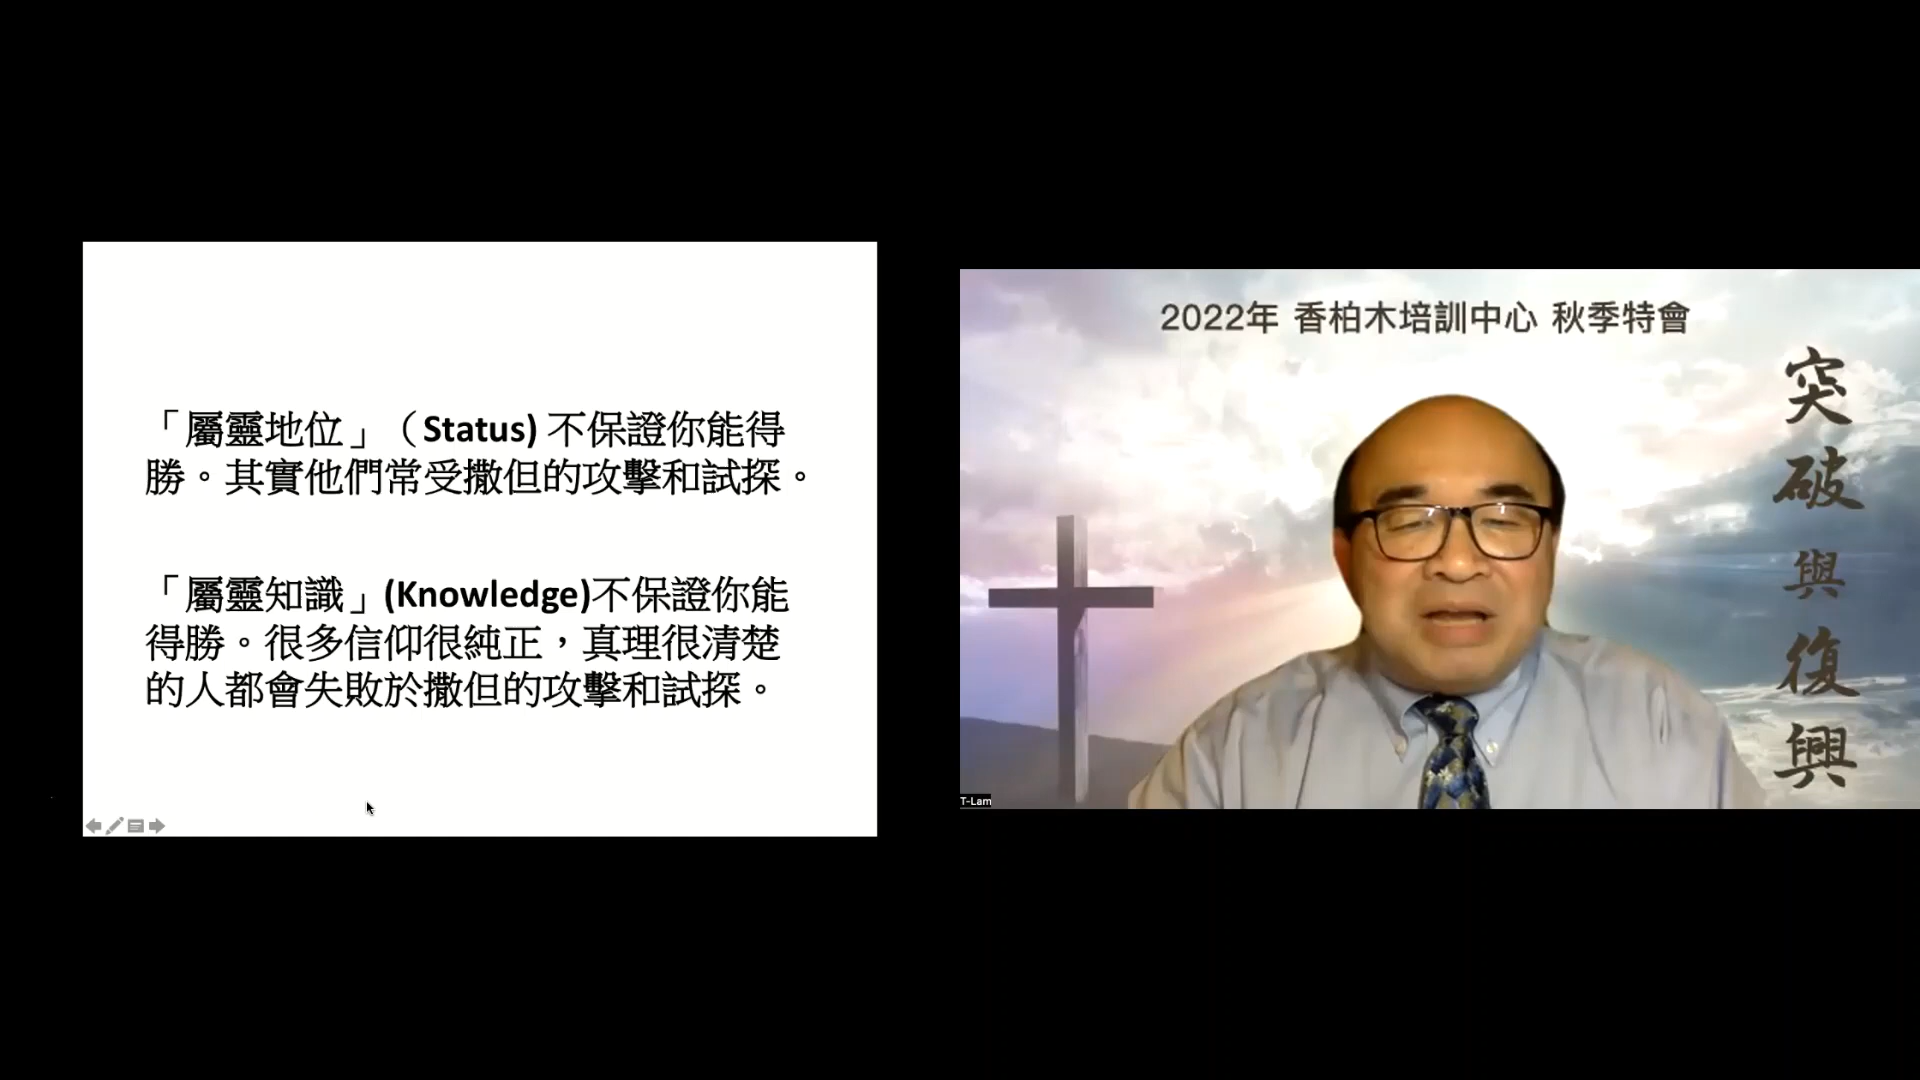 「屬靈地位」（Status) 不保證你能得
勝。其實他們常受撒但的攻擊和試探。
「屬靈知識」(Knowledge)不保證你能
得勝。很多信仰很純正，真理很清楚
的人都會失敗於撒但的攻擊和試探。
2022年 香柏木培訓中心 秋季特會
突破與復興
T-Lam